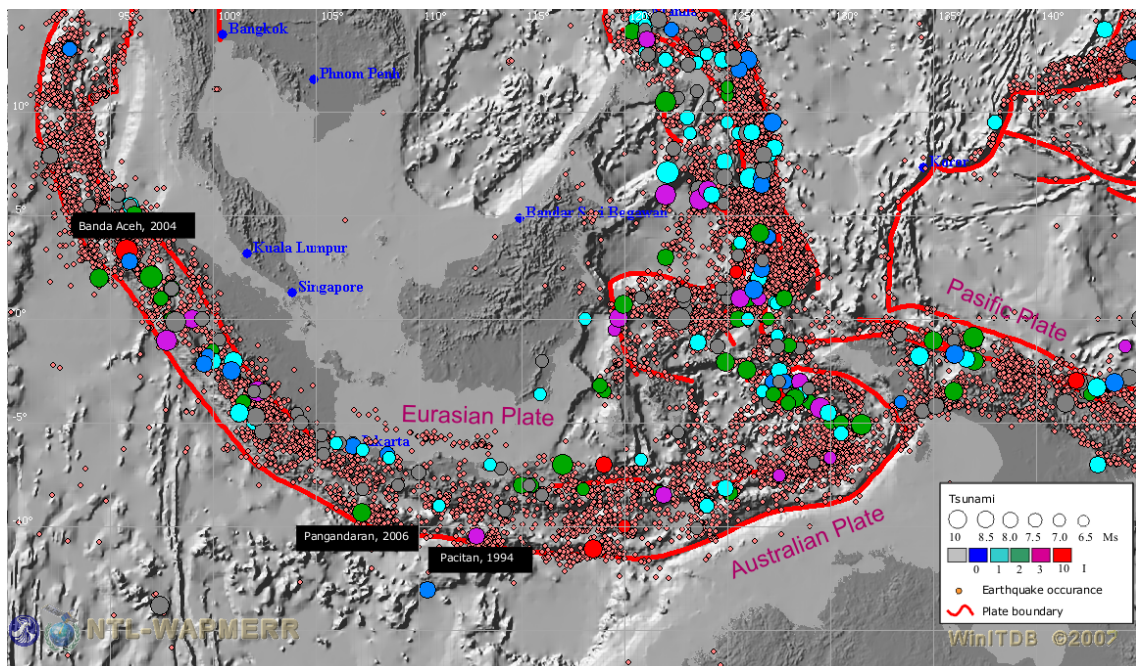 95°
100°
115°
120°
125°
130°
135°
140°
Bangkok
Phnom Penh
10°
Koror
5°
Bandar Seri Begawan
Banda Aceh, 2004
Kuala Lumpur
Singapore
Pasific Plate
0°
-5°
Eurasian Plate
Jakarta
-10°
Pangandaran, 2006
Pacitan, 1994
Australian Plate
Tsunami
10 8.5 8.0 7.5 7.0 6.5 Ms
0 1 2 3 10 I
Earthquake occurance
Plate boundary
NTL-WAPMERR
WinITDB ©2007